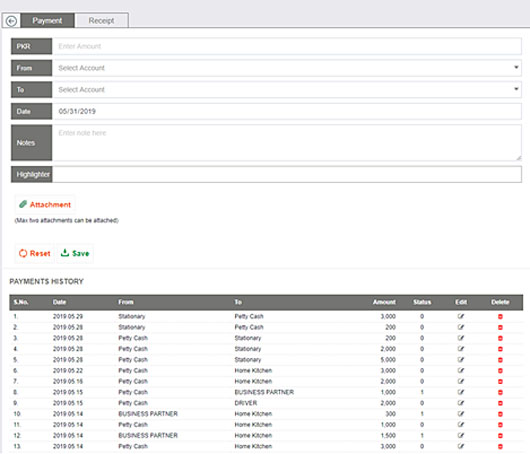 Payment Receipt
PKR Enter Amount
From Select Account
To Select Account
Date 05/31/2019
Notes Enter note here
Highlighter
Attachment
(Max two attachments can be attached)
Reset Save
PAYMENTS HISTORY
S.No. Date From To Amount Status Edit Delete
1. 2019 05 29 Stationary Petty Cash 3,000 0
2. 2019 05 28 Stationary Petty Cash 200 0
3. 2019 05 28 Petty Cash Stationary 200 0
4. 2019 05 28 Petty Cash Stationary 2,000 0
5. 2019 05 28 Petty Cash Stationary 5,000 0
6. 2019 05 22 Petty Cash Home Kitchen 3,000 0
7. 2019 05 16 Petty Cash Home Kitchen 2,000 0
8. 2019 05 15 Petty Cash BUSINESS PARTNER 1,000 1
9. 2019 05 15 Petty Cash DRIVER 2,000 0
10. 2019 05 14 BUSINESS PARTNER Home Kitchen 300 1
11. 2019 05 14 Petty Cash Home Kitchen 1,000 0
12. 2019 05 14 BUSINESS PARTNER Home Kitchen 1,500 1
13. 2019 05 14 Petty Cash Home Kitchen 3,000 0